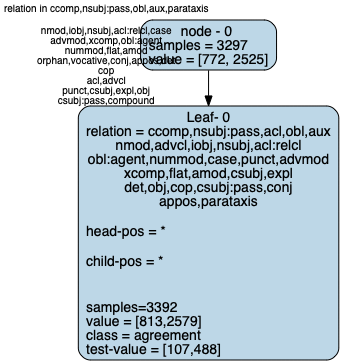 relation in ccomp,nsubj:pass,obl,aux,parataxis
nmod,iobj,nsubj,acl:relcl,case
advmod,xcomp,obl:agent
nummod,flat,amod
orphan,vocative,conj,appos,det
cop
acl,advcl
punct,csubj,expl,obj
csubj:pass,compound
node - 0
samples = 3297
value = [772, 2525]
Leaf- 0
relation = ccomp,nsubj:pass,acl,obl,aux
nmod,advcl,iobj,nsubj,acl:relcl
obl:agent,nummod,case,punct,advmod
xcomp,flat,amod,csubj,expl
det,obj,cop,csubj:pass,conj
appos,parataxis
head-pos = *
child-pos = *
samples=3392
value = [813,2579]
class = agreement
test-value = [107,488]